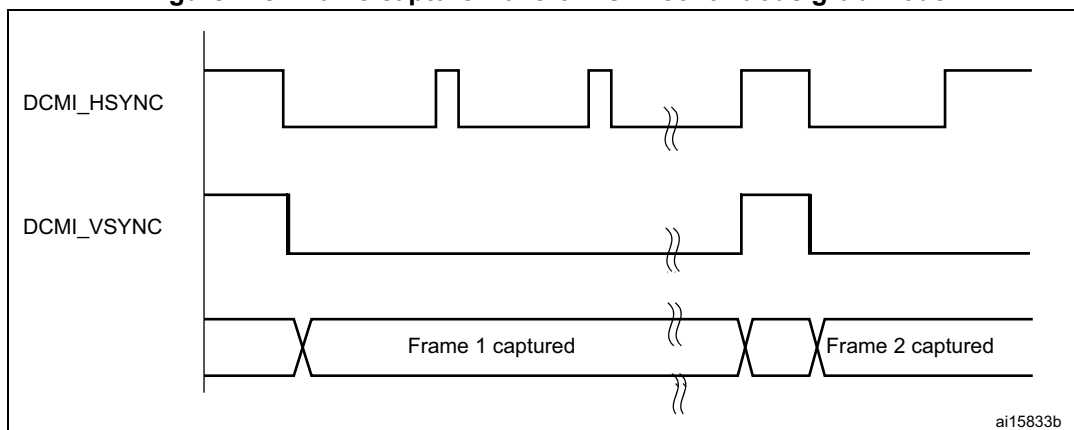 DCMI_HSYNC
DCMI_VSYNC
Frame 1 captured
Frame 2 captured
ai15833b